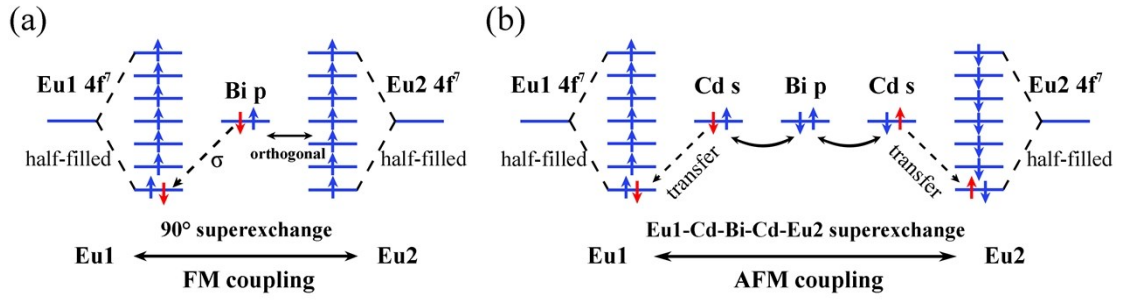 (a)
Eu1 4f⁷
half-filled
Bi p
σ
orthogonal
Eu2 4f⁷
half-filled
90° superexchange
Eu1
Eu2
FM coupling
(b)
Eu1 4f⁷
half-filled
Cd s
Bi p
Cd s
transfer
transfer
Eu2 4f⁷
half-filled
Eu1-Cd-Bi-Cd-Eu2 superexchange
Eu1
Eu2
AFM coupling